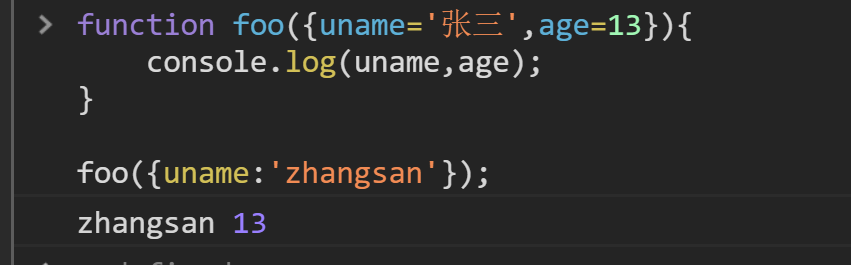 function foo({uname='张三',age=13}){
console.log(uname,age);
}
foo({uname:'zhangsan'});
zhangsan 13